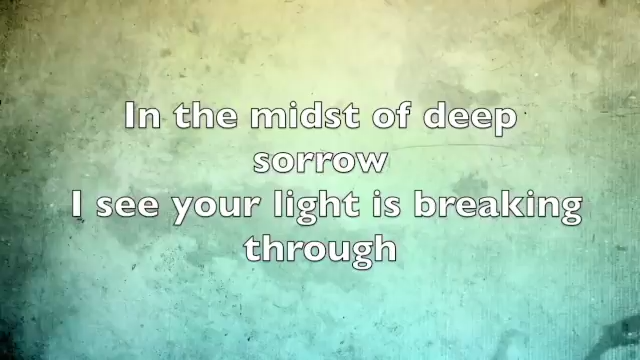 In the midst of deep
sorrow
I see your light is breaking
through